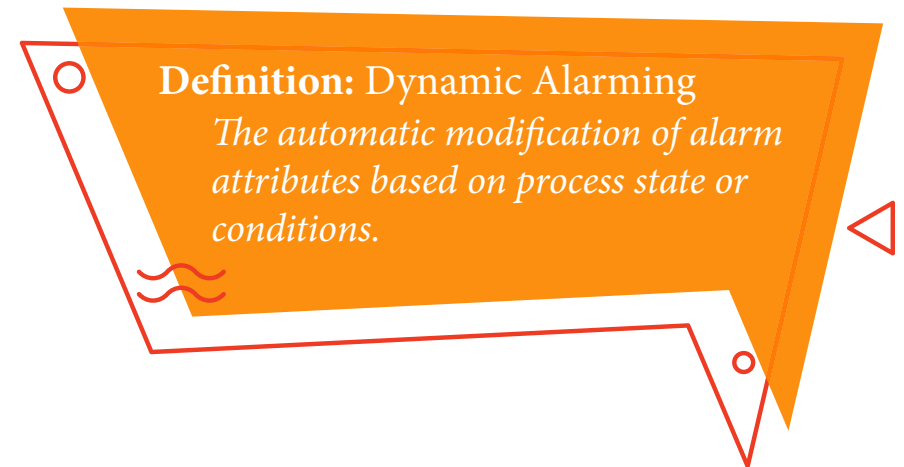 Definition: Dynamic Alarming
The automatic modification of alarm
attributes based on process state or
conditions.